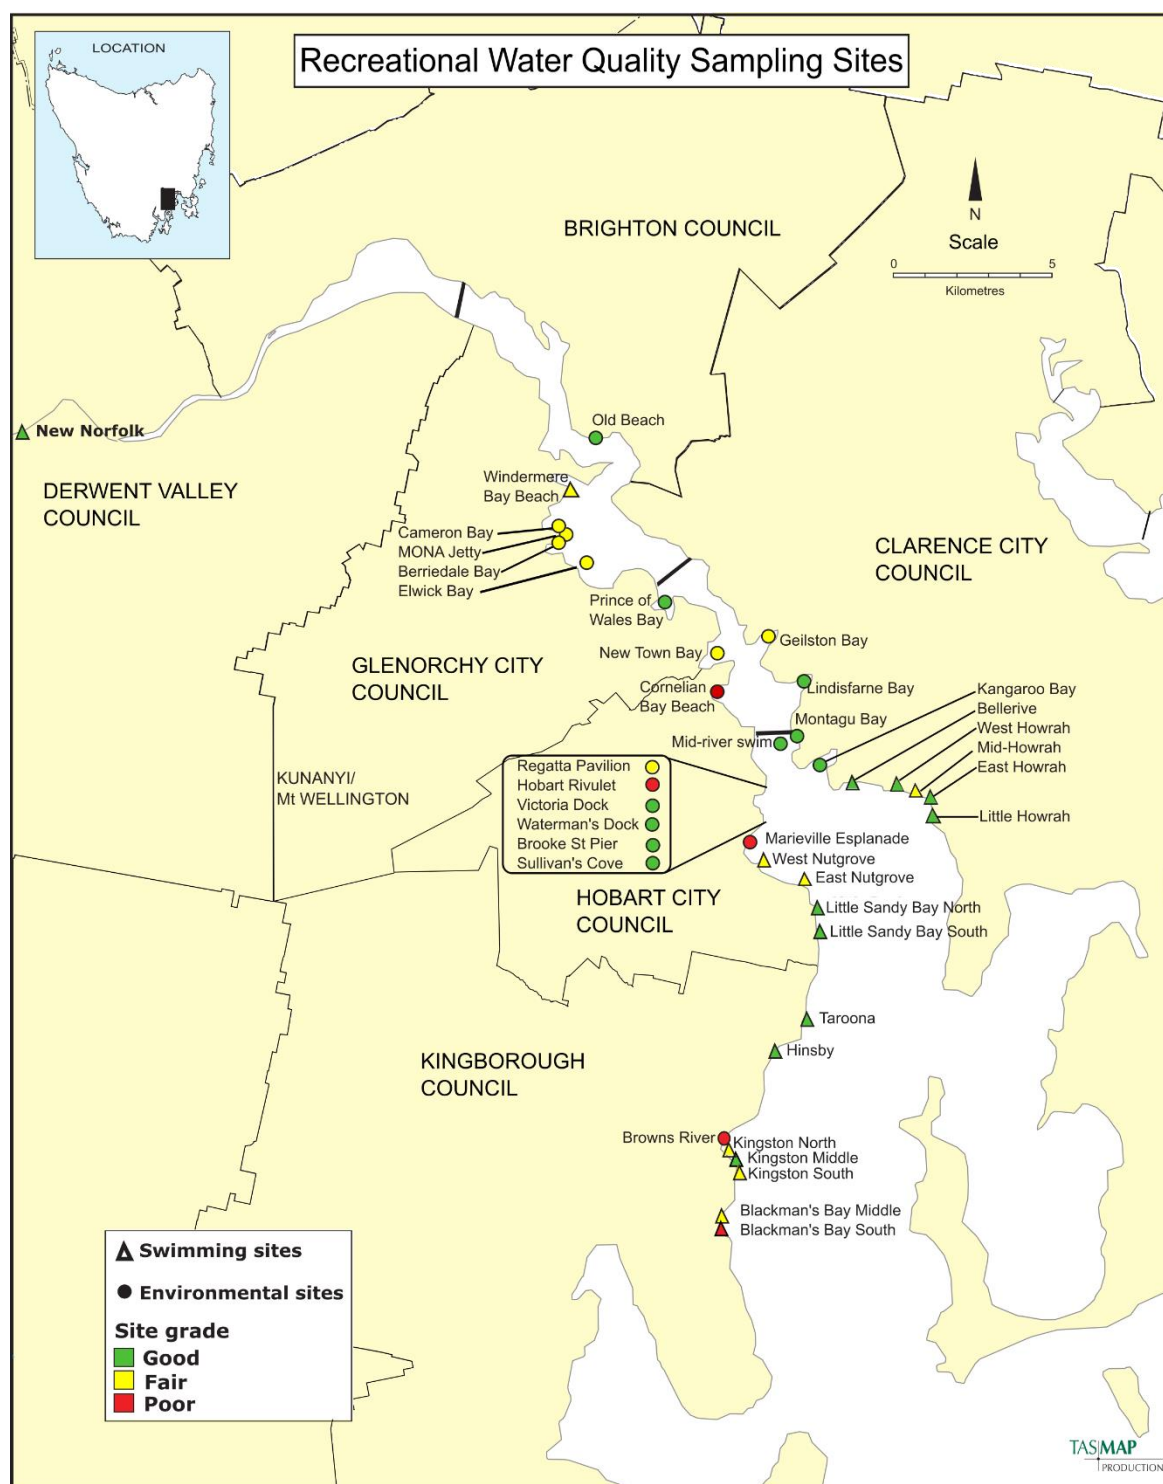 LOCATION
Recreational Water Quality Sampling Sites
N
Scale
0 5
Kilometres
BRIGHTON COUNCIL
New Norfolk
DERWENT VALLEY
COUNCIL
Old Beach
Windermere
Bay Beach
Cameron Bay
MONA Jetty
Berriedale Bay
Elwick Bay
CLARENCE CITY
COUNCIL
Prince of
Wales Bay
Geilston Bay
New Town Bay
GLENORCHY CITY
COUNCIL
Cornelian
Bay Beach
Lindisfarne Bay
Kangaroo Bay
Bellerive
West Howrah
Mid-Howrah
East Howrah
Little Howrah
Montagu Bay
Mid-river swim
KUNANYI/
Mt WELLINGTON
Regatta Pavilion
Hobart Rivulet
Victoria Dock
Waterman's Dock
Brooke St Pier
Sullivan's Cove
Marieville Esplanade
West Nutgrove
East Nutgrove
HOBART CITY
COUNCIL
Little Sandy Bay North
Little Sandy Bay South
Taroona
Hinsby
KINGBOROUGH
COUNCIL
Browns River
Kingston North
Kingston Middle
Kingston South
Blackman's Bay Middle
Blackman's Bay South
Swimming sites
Environmental sites
Site grade
Good
Fair
Poor
TASMAP
PRODUCTION